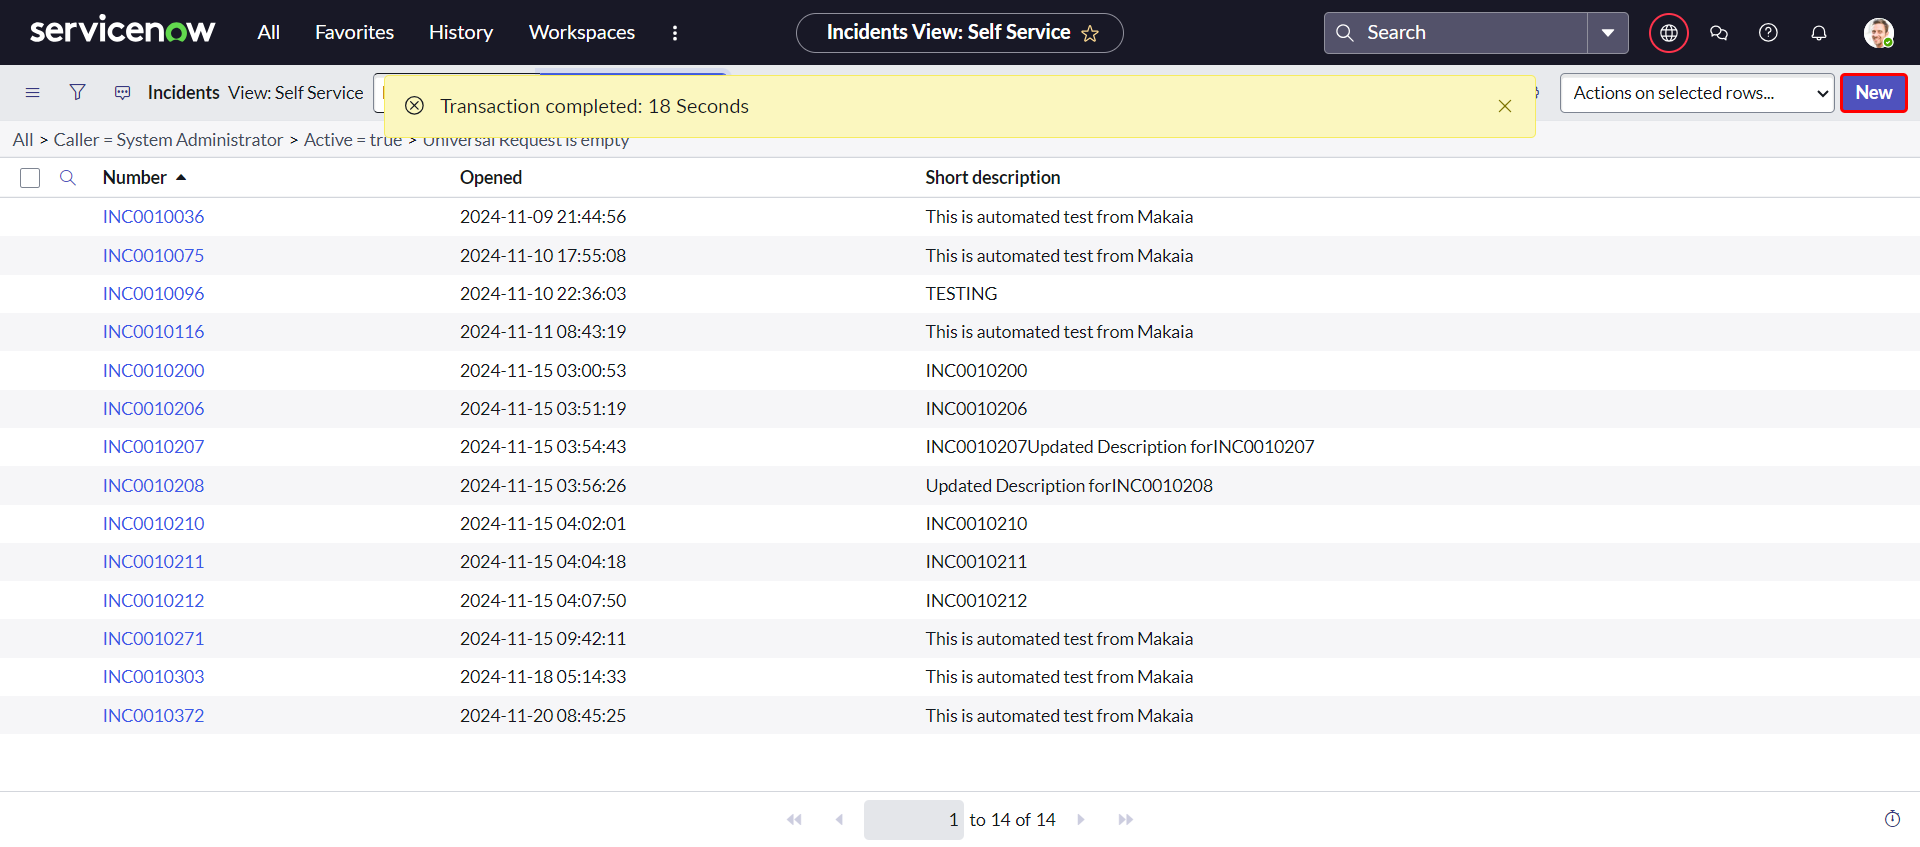 servicenow All Favorites History Workspaces Incidents View: Self Service Search
Incidents View: Self Service Actions on selected rows... New
Transaction completed: 18 Seconds
All > Caller = System Administrator > Active = true > Universal Request is empty
Number Opened Short description
INC0010036 2024-11-09 21:44:56 This is automated test from Makaia
INC0010075 2024-11-10 17:55:08 This is automated test from Makaia
INC0010096 2024-11-10 22:36:03 TESTING
INC0010116 2024-11-11 08:43:19 This is automated test from Makaia
INC0010200 2024-11-15 03:00:53 INC0010200
INC0010206 2024-11-15 03:51:19 INC0010206
INC0010207 2024-11-15 03:54:43 INC0010207Updated Description forINC0010207
INC0010208 2024-11-15 03:56:26 Updated Description forINC0010208
INC0010210 2024-11-15 04:02:01 INC0010210
INC0010211 2024-11-15 04:04:18 INC0010211
INC0010212 2024-11-15 04:07:50 INC0010212
INC0010271 2024-11-15 09:42:11 This is automated test from Makaia
INC0010303 2024-11-18 05:14:33 This is automated test from Makaia
INC0010372 2024-11-20 08:45:25 This is automated test from Makaia
1 to 14 of 14